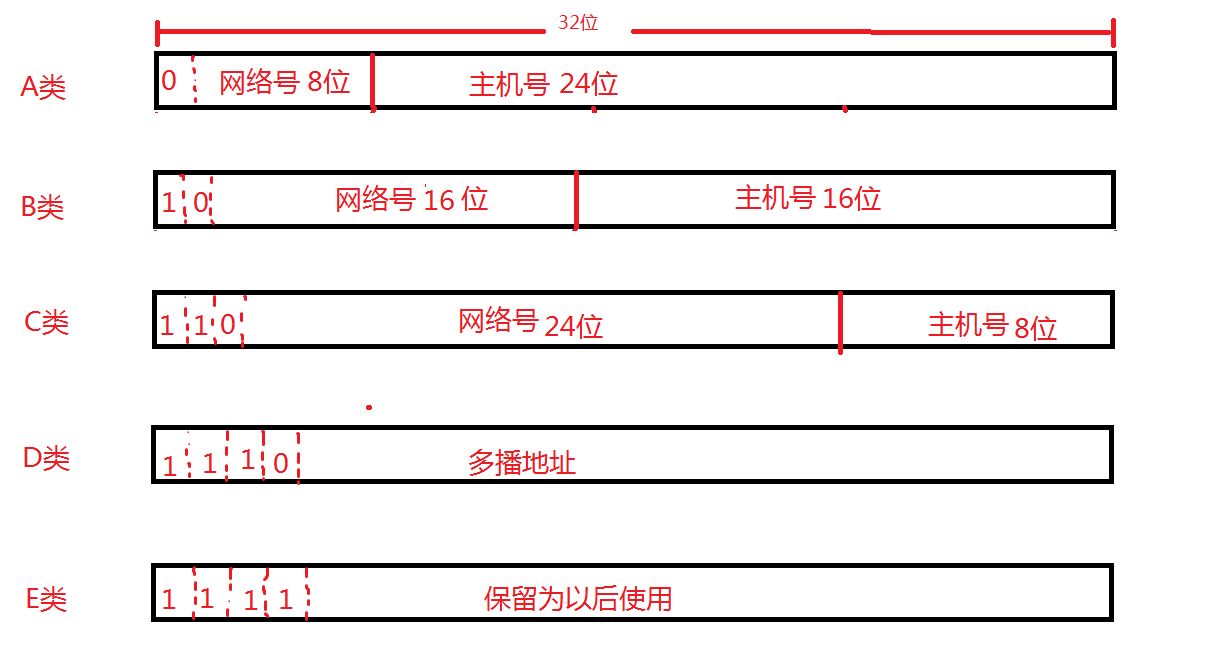 32位
A类 0 网络号 8位 主机号 24位
B类 1 0 网络号 16 位 主机号 16位
C类 1 1 0 网络号 24位 主机号 8位
D类 1 1 1 0 多播地址
E类 1 1 1 1 保留为以后使用